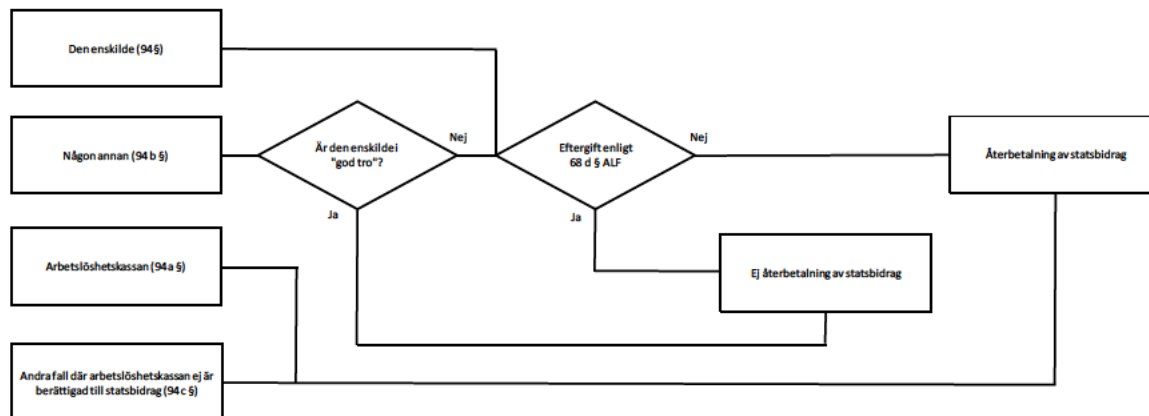 Den enskilde (94 §)
Någon annan (94 b §)
Är den enskilde i
"god tro"?
Nej
Ja
Eftergift enligt
68 d § ALF
Nej
Ja
Återbetalning av statsbidrag
Arbetslöshetskassan (94 a §)
Ej återbetalning av statsbidrag
Andra fall där arbetslöshetskassan ej är
berättigad till statsbidrag (94 c §)